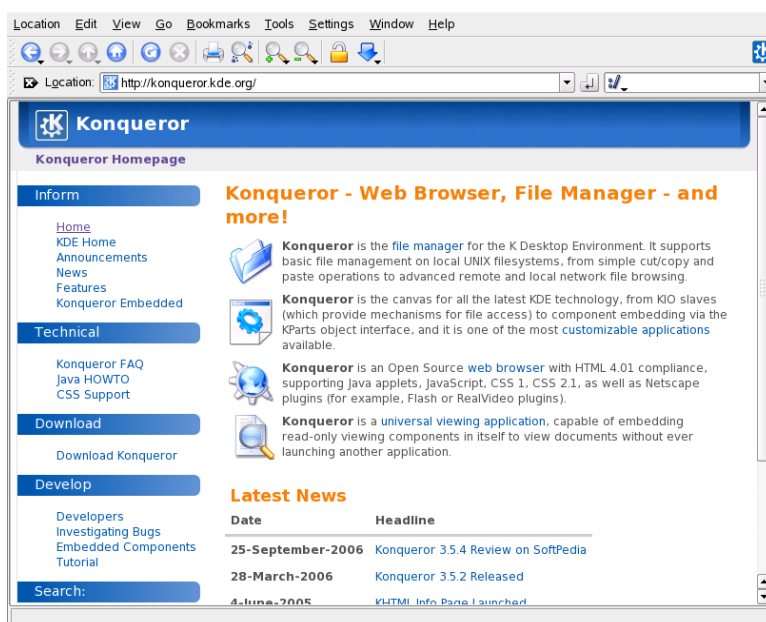 Location Edit View Go Bookmarks Tools Settings Window Help
Location: http://konqueror.kde.org/
Konqueror
Konqueror Homepage
Inform
Home
KDE Home
Announcements
News
Features
Konqueror Embedded
Technical
Konqueror FAQ
Java HOWTO
CSS Support
Download
Download Konqueror
Develop
Developers
Investigating Bugs
Embedded Components
Tutorial
Search:
Konqueror - Web Browser, File Manager - and
more!
Konqueror is the file manager for the K Desktop Environment. It supports
basic file management on local UNIX filesystems, from simple cut/copy and
paste operations to advanced remote and local network file browsing.
Konqueror is the canvas for all the latest KDE technology, from KIO slaves
(which provide mechanisms for file access) to component embedding via the
KParts object interface, and it is one of the most customizable applications
available.
Konqueror is an Open Source web browser with HTML 4.01 compliance,
supporting Java applets, JavaScript, CSS 1, CSS 2.1, as well as Netscape
plugins (for example, Flash or RealVideo plugins).
Konqueror is a universal viewing application, capable of embedding
read-only viewing components in itself to view documents without ever
launching another application.
Latest News
Date Headline
25-September-2006 Konqueror 3.5.4 Review on SoftPedia
28-March-2006 Konqueror 3.5.2 Released
4-June-2005 KHTML Info Page Launched